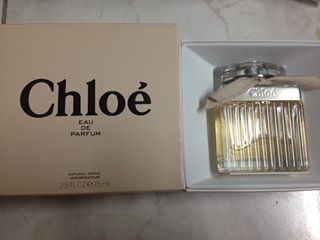 Chloé
EAU
DE
PARFUM
NATURAL SPRAY
VAPORISATEUR
2.5 FL.OZ℮75 ml
Chloé